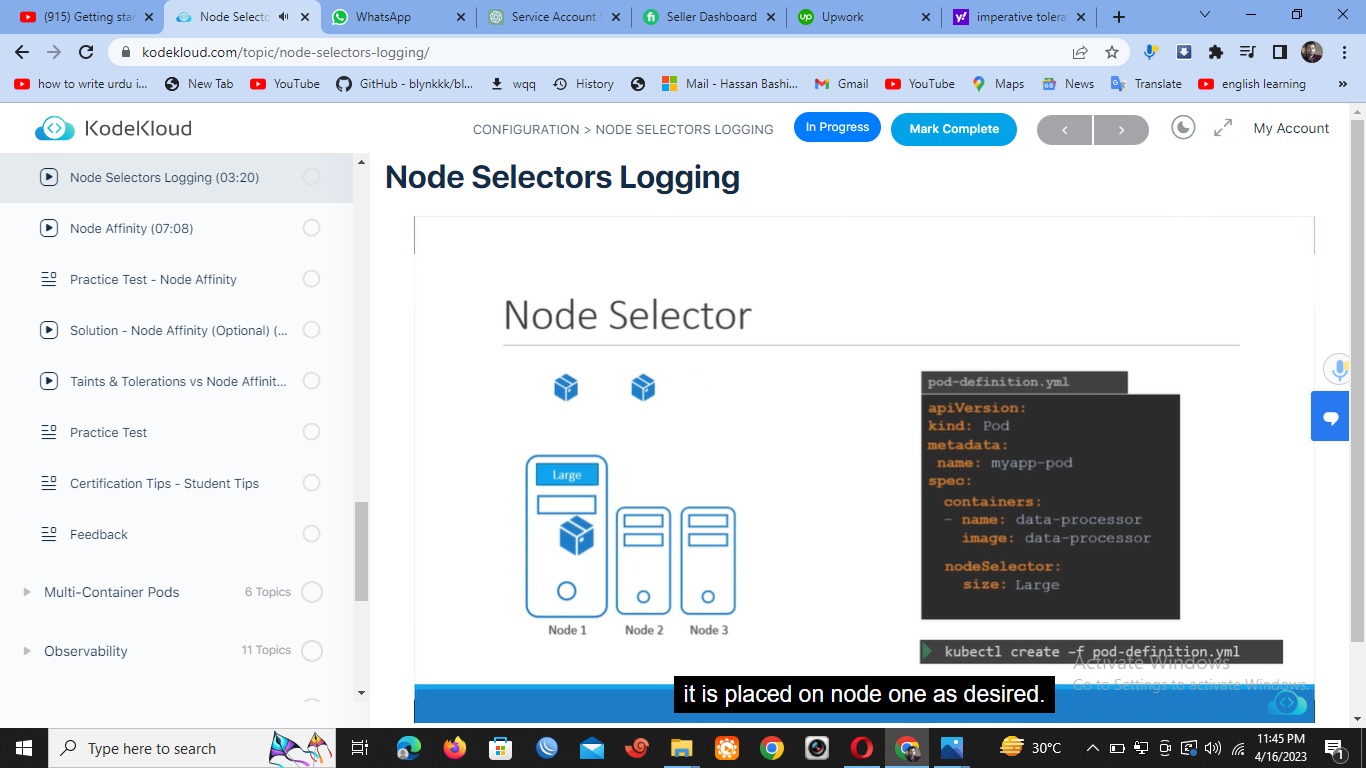 (915) Getting star
Node Selecto
WhatsApp
Service Account
Seller Dashboard
Upwork
imperative tolera
kodekloud.com/topic/node-selectors-logging/
how to write urdu i...
New Tab
YouTube
GitHub - blynkkk/bl...
wqq
History
Mail - Hassan Bashi...
Gmail
YouTube
Maps
News
Translate
english learning
»
KodeKloud
CONFIGURATION > NODE SELECTORS LOGGING
In Progress
Mark Complete
My Account
Node Selectors Logging (03:20)
Node Affinity (07:08)
Practice Test - Node Affinity
Solution - Node Affinity (Optional) (...
Taints & Tolerations vs Node Affinit...
Practice Test
Certification Tips - Student Tips
Feedback
Multi-Container Pods
6 Topics
Observability
11 Topics
Node Selectors Logging
Node Selector
Large
Node 1
Node 2
Node 3
pod-definition.yml
apiVersion:
kind: Pod
metadata:
name: myapp-pod
spec:
containers:
- name: data-processor
image: data-processor
nodeSelector:
size: Large
kubectl create –f pod-definition.yml
Activate Windows
Go to Settings to activate Windows.
it is placed on node one as desired.
Type here to search
30°C
11:45 PM
4/16/2023
1